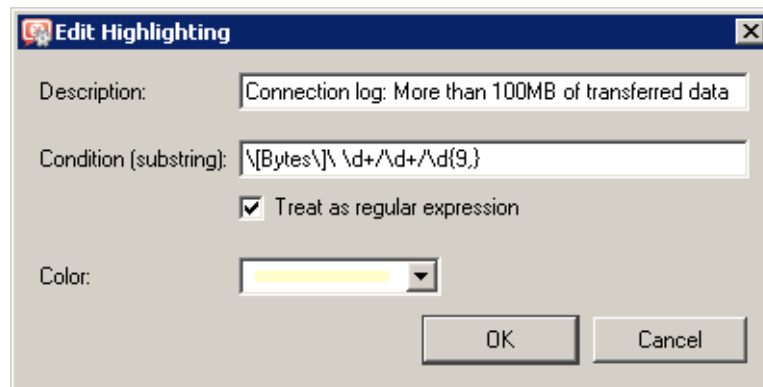 Edit Highlighting
Description: Connection log: More than 100MB of transferred data
Condition (substring): \[Bytes\]\ \d+/\d+/\d{9,}
Treat as regular expression
Color:
OK Cancel